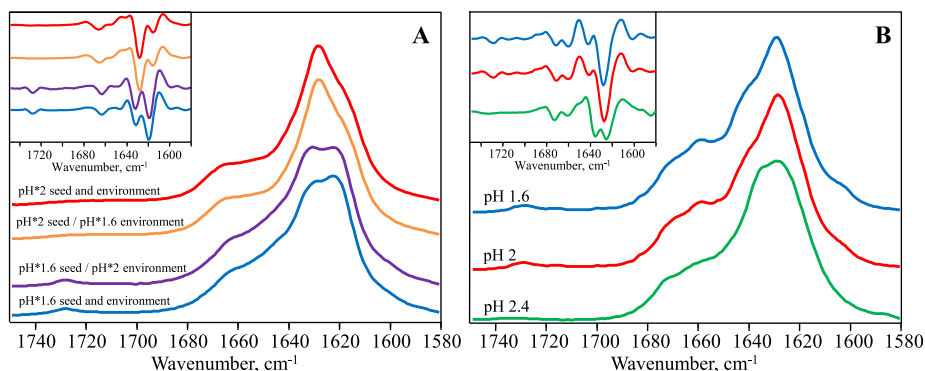 A
1720 1680 1640 1600
Wavenumber, cm-1
pH*2 seed and environment
pH*2 seed / pH*1.6 environment
pH*1.6 seed / pH*2 environment
pH*1.6 seed and environment
1740 1720 1700 1680 1660 1640 1620 1600 1580
Wavenumber, cm-1
B
1720 1680 1640 1600
Wavenumber, cm-1
pH 1.6
pH 2
pH 2.4
1740 1720 1700 1680 1660 1640 1620 1600 1580
Wavenumber, cm-1